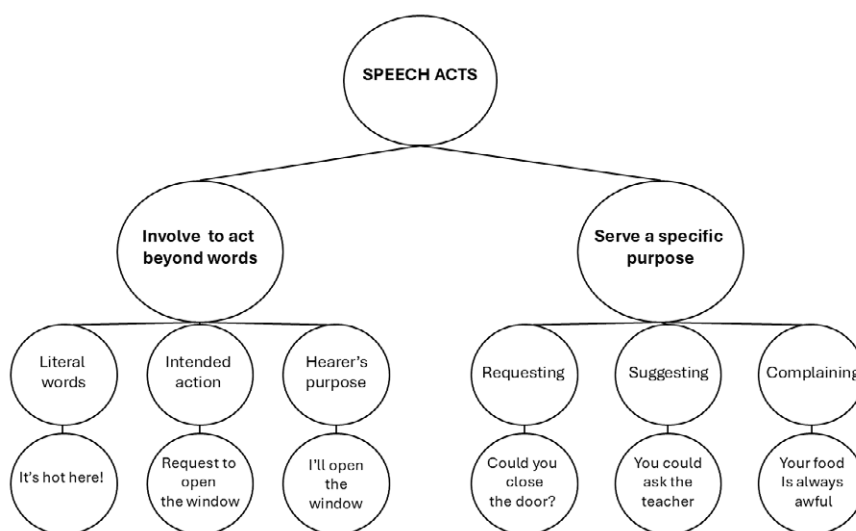 SPEECH ACTS
Involve to act
beyond words
Serve a specific
purpose
Literal
words
Intended
action
Hearer's
purpose
Requesting
Suggesting
Complaining
It's hot here!
Request to
open
the window
I'll open
the
window
Could you
close
the door?
You could
ask the
teacher
Your food
Is always
awful